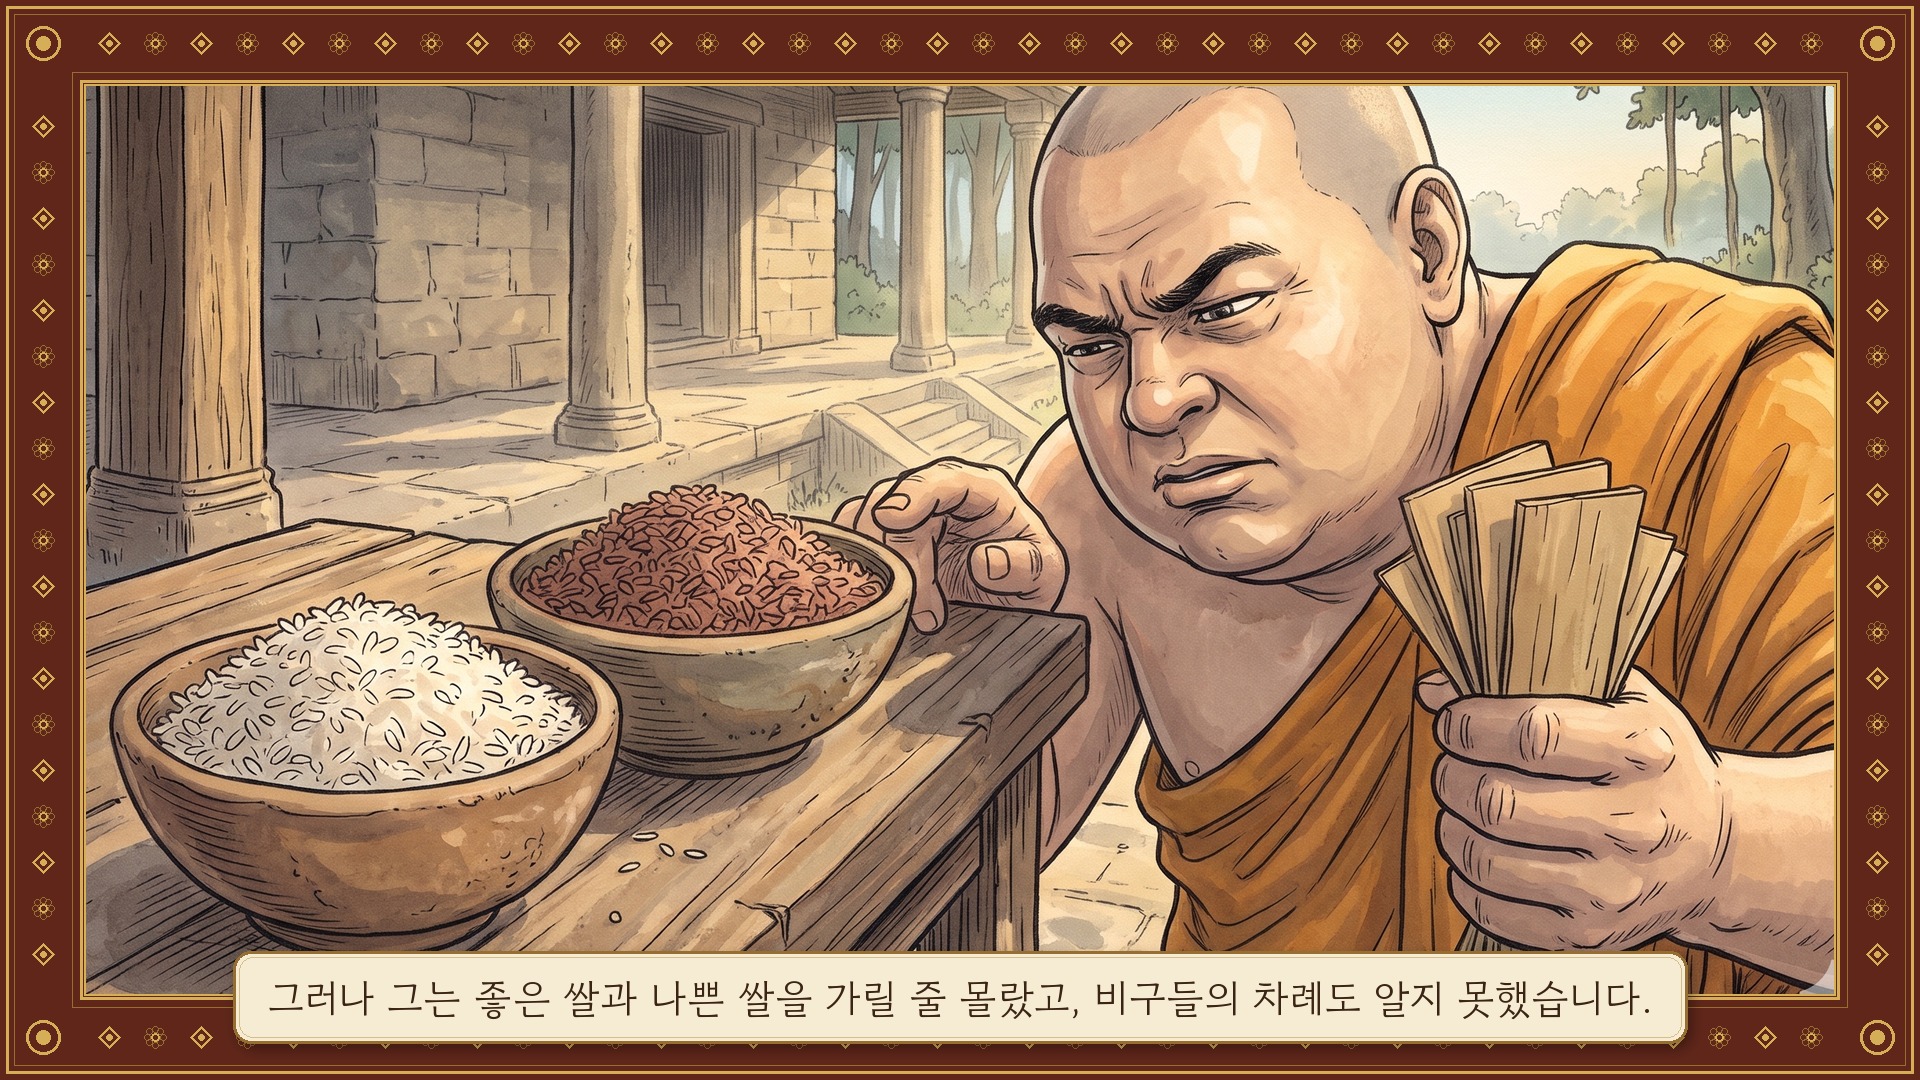 그러나 그는 좋은 쌀과 나쁜 쌀을 가릴 줄 몰랐고, 비구들의 차례도 알지 못했습니다.